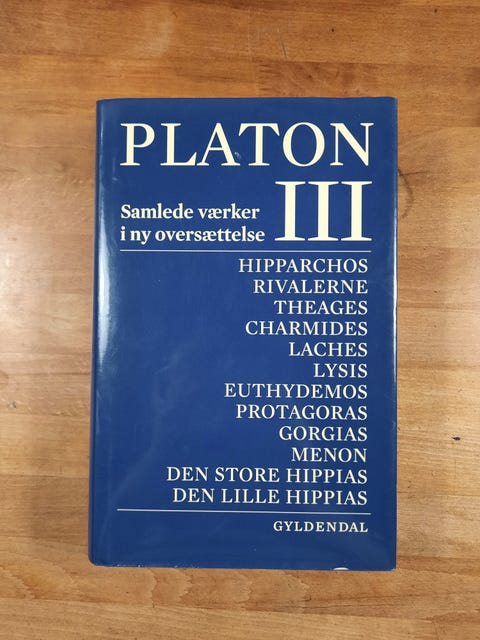 PLATON
III
Samlede værker
i ny oversættelse
HIPPARCHOS
RIVALERNE
THEAGES
CHARMIDES
LACHES
LYSIS
EUTHYDEMOS
PROTAGORAS
GORGIAS
MENON
DEN STORE HIPPIAS
DEN LILLE HIPPIAS
GYLDENDAL